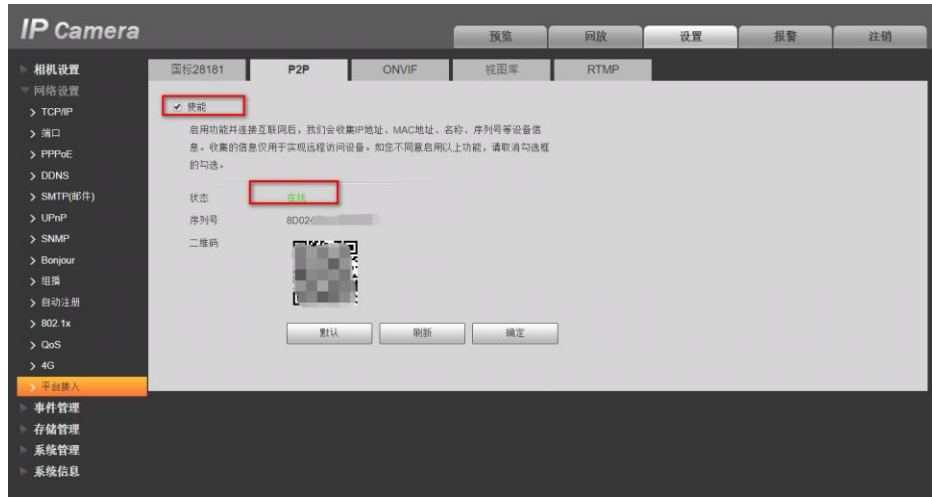 IP Camera
预览
回放
设置
报警
注销
相机设置
网络设置
TCP/IP
端口
PPPoE
DDNS
SMTP(邮件)
UPnP
SNMP
Bonjour
组播
自动注册
802.1x
QoS
4G
平台接入
事件管理
存储管理
系统管理
系统信息
国标28181
P2P
ONVIF
视图库
RTMP
使能
启用功能并连接互联网后，我们会收集IP地址、MAC地址、名称、序列号等设备信
息。收集的信息仅用于实现远程访问设备。如您不同意启用以上功能，请取消勾选框
的勾选。
状态 在线
序列号 8D02
二维码
默认
刷新
确定